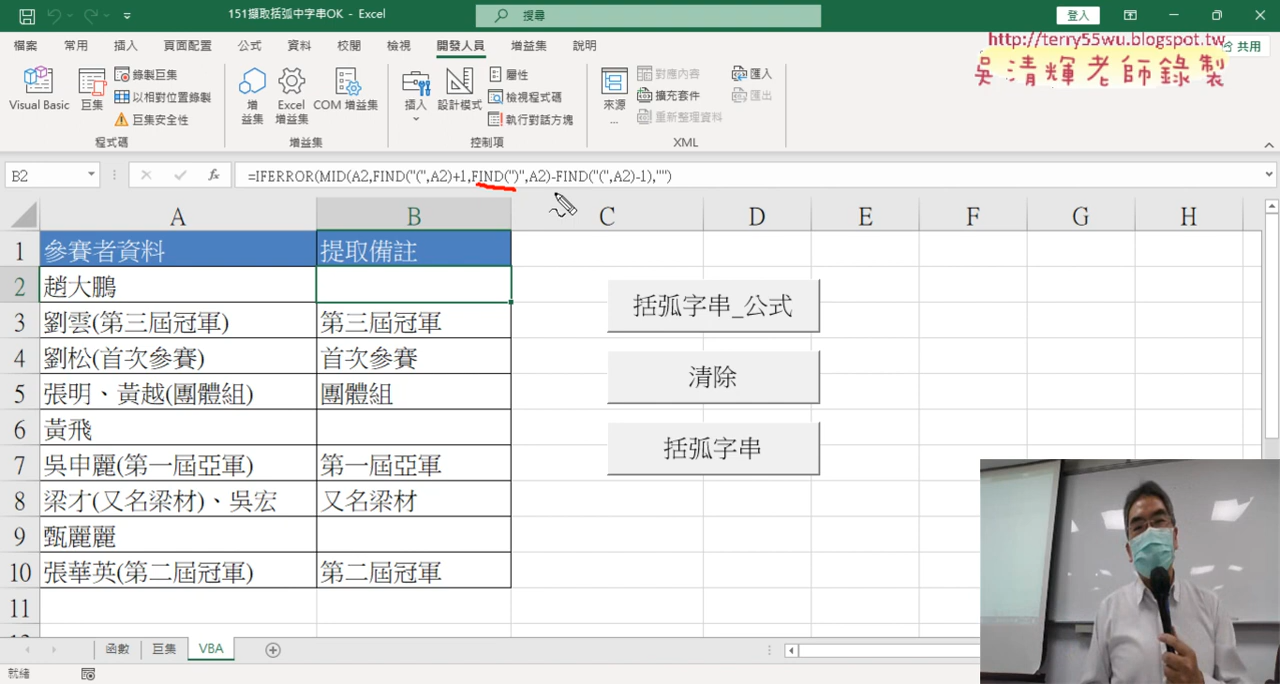 151擷取括弧中字串OK - Excel
搜尋
登入
檔案 常用 插入 頁面配置 公式 資料 校閱 檢視 開發人員 增益集 說明
共用
http://terry55wu.blogspot.tw
吳清輝老師錄製
Visual Basic
巨集
錄製巨集
以相對位置錄製
巨集安全性
程式碼
增益集
Excel 增益集
COM 增益集
增益集
插入
設計模式
屬性
檢視程式碼
執行對話方塊
控制項
來源
...
對應內容
擴充套件
重新整理資料
匯入
匯出
XML
B2
fx
=IFERROR(MID(A2,FIND("(",A2)+1,FIND(")",A2)-FIND("(",A2)-1),"")
A B C D E F G H
1 參賽者資料 提取備註
2 趙大鵬
3 劉雲(第三屆冠軍) 第三屆冠軍
4 劉松(首次參賽) 首次參賽
5 張明、黃越(團體組) 團體組
6 黃飛
7 吳申麗(第一屆亞軍) 第一屆亞軍
8 梁才(又名梁材)、吳宏 又名梁材
9 甄麗麗
10 張華英(第二屆冠軍) 第二屆冠軍
11
括弧字串_公式
清除
括弧字串
函數 巨集 VBA
就緒